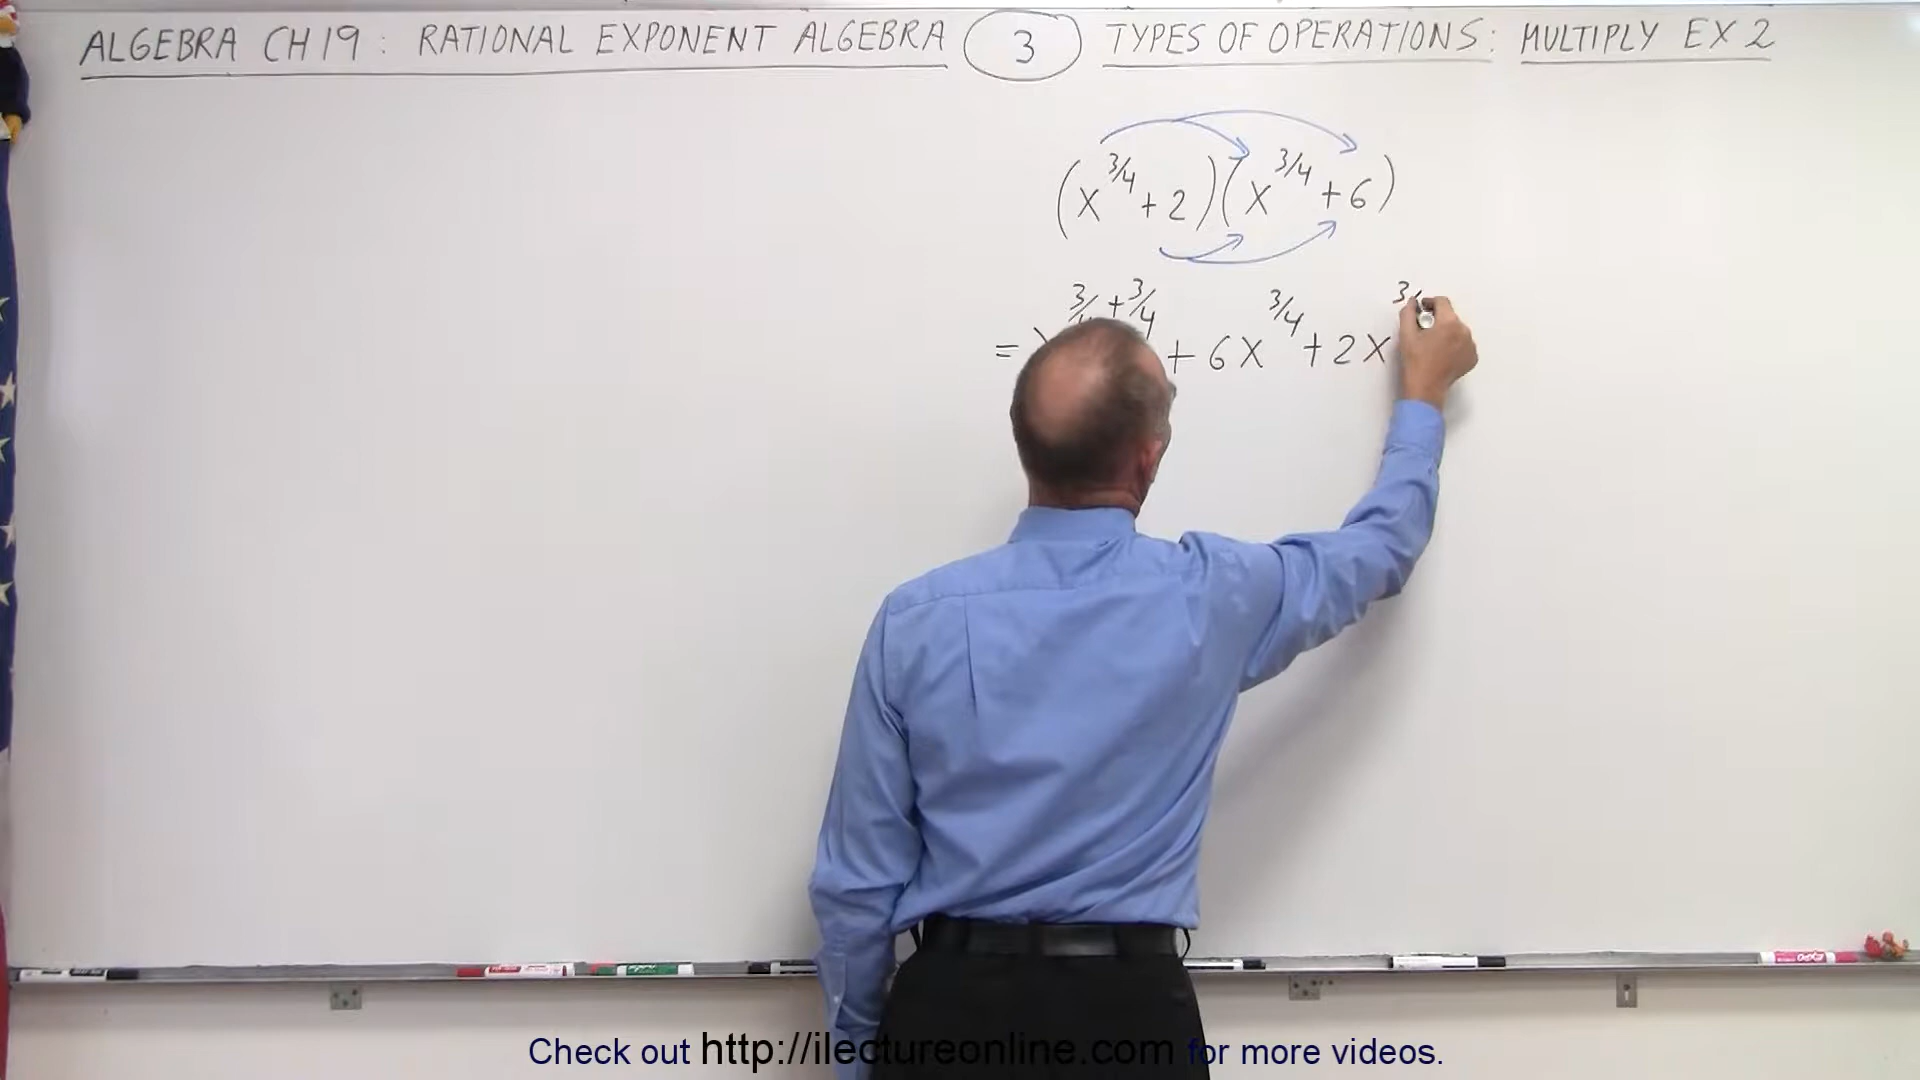 ALGEBRA CH 19: RATIONAL EXPONENT ALGEBRA 3 TYPES OF OPERATIONS: MULTIPLY EX 2
(x^3/4 + 2)(x^3/4 + 6)
= x^3/4 + 3/4 + 6x^3/4 + 2x^3/
Check out http://ilectureonline.com for more videos.